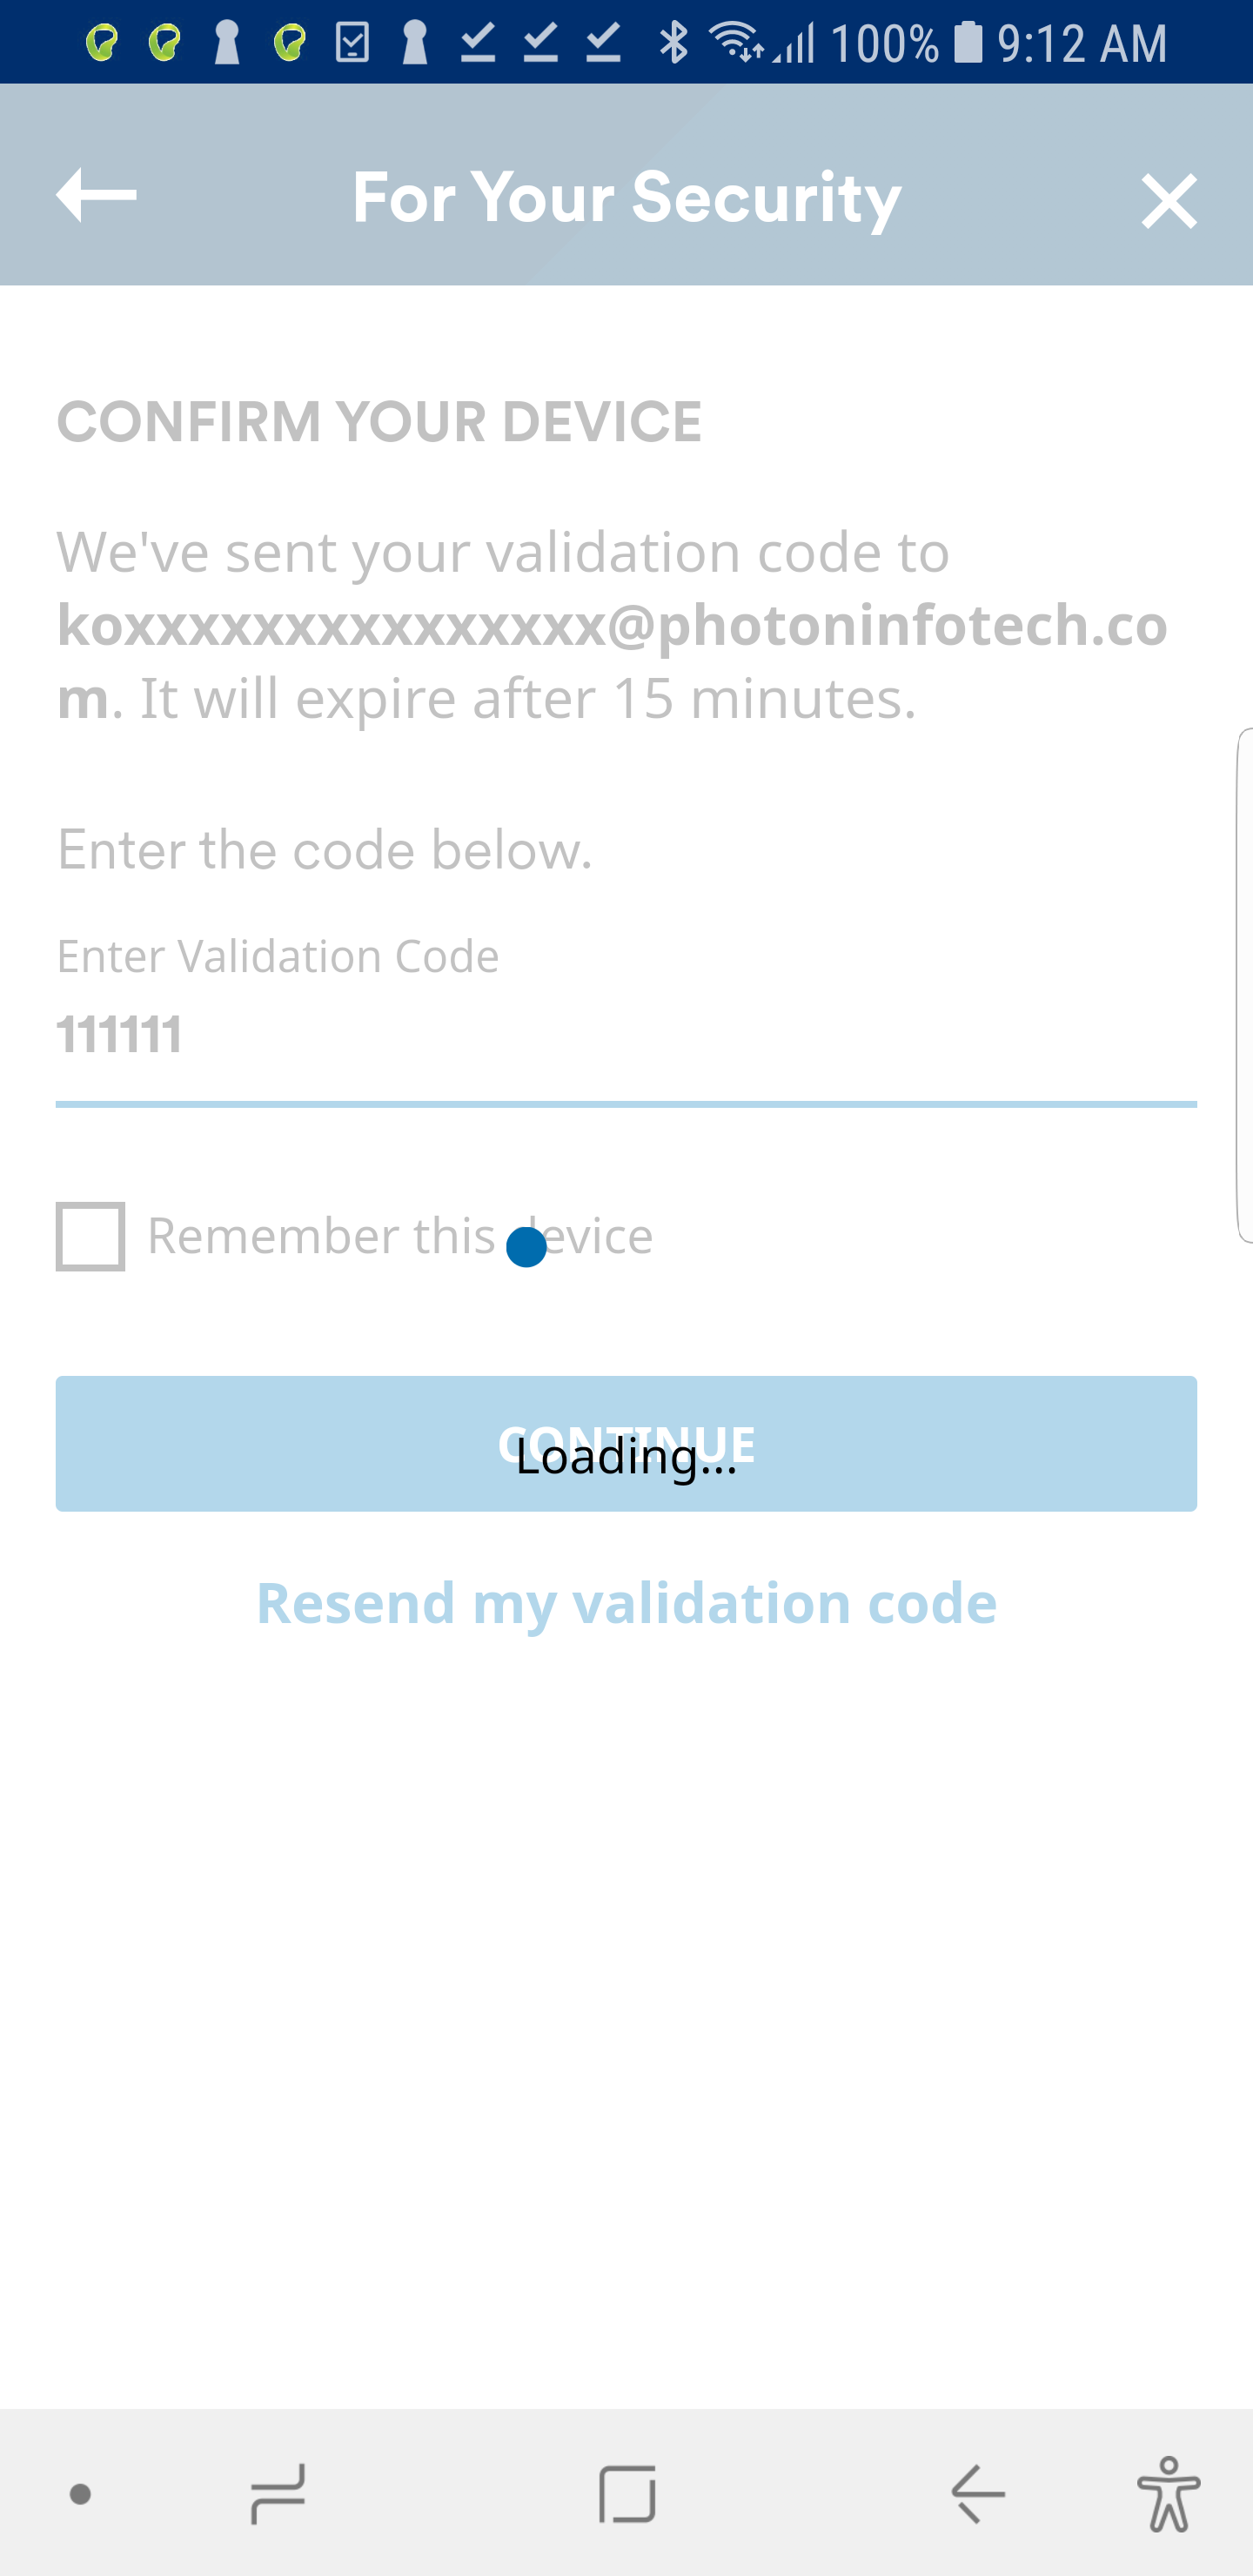 100% 9:12 AM
For Your Security
CONFIRM YOUR DEVICE
We've sent your validation code to
koxxxxxxxxxxxxxxx@photoninfotech.co
m. It will expire after 15 minutes.
Enter the code below.
Enter Validation Code
111111
Remember this device
CONTINUE
Loading...
Resend my validation code